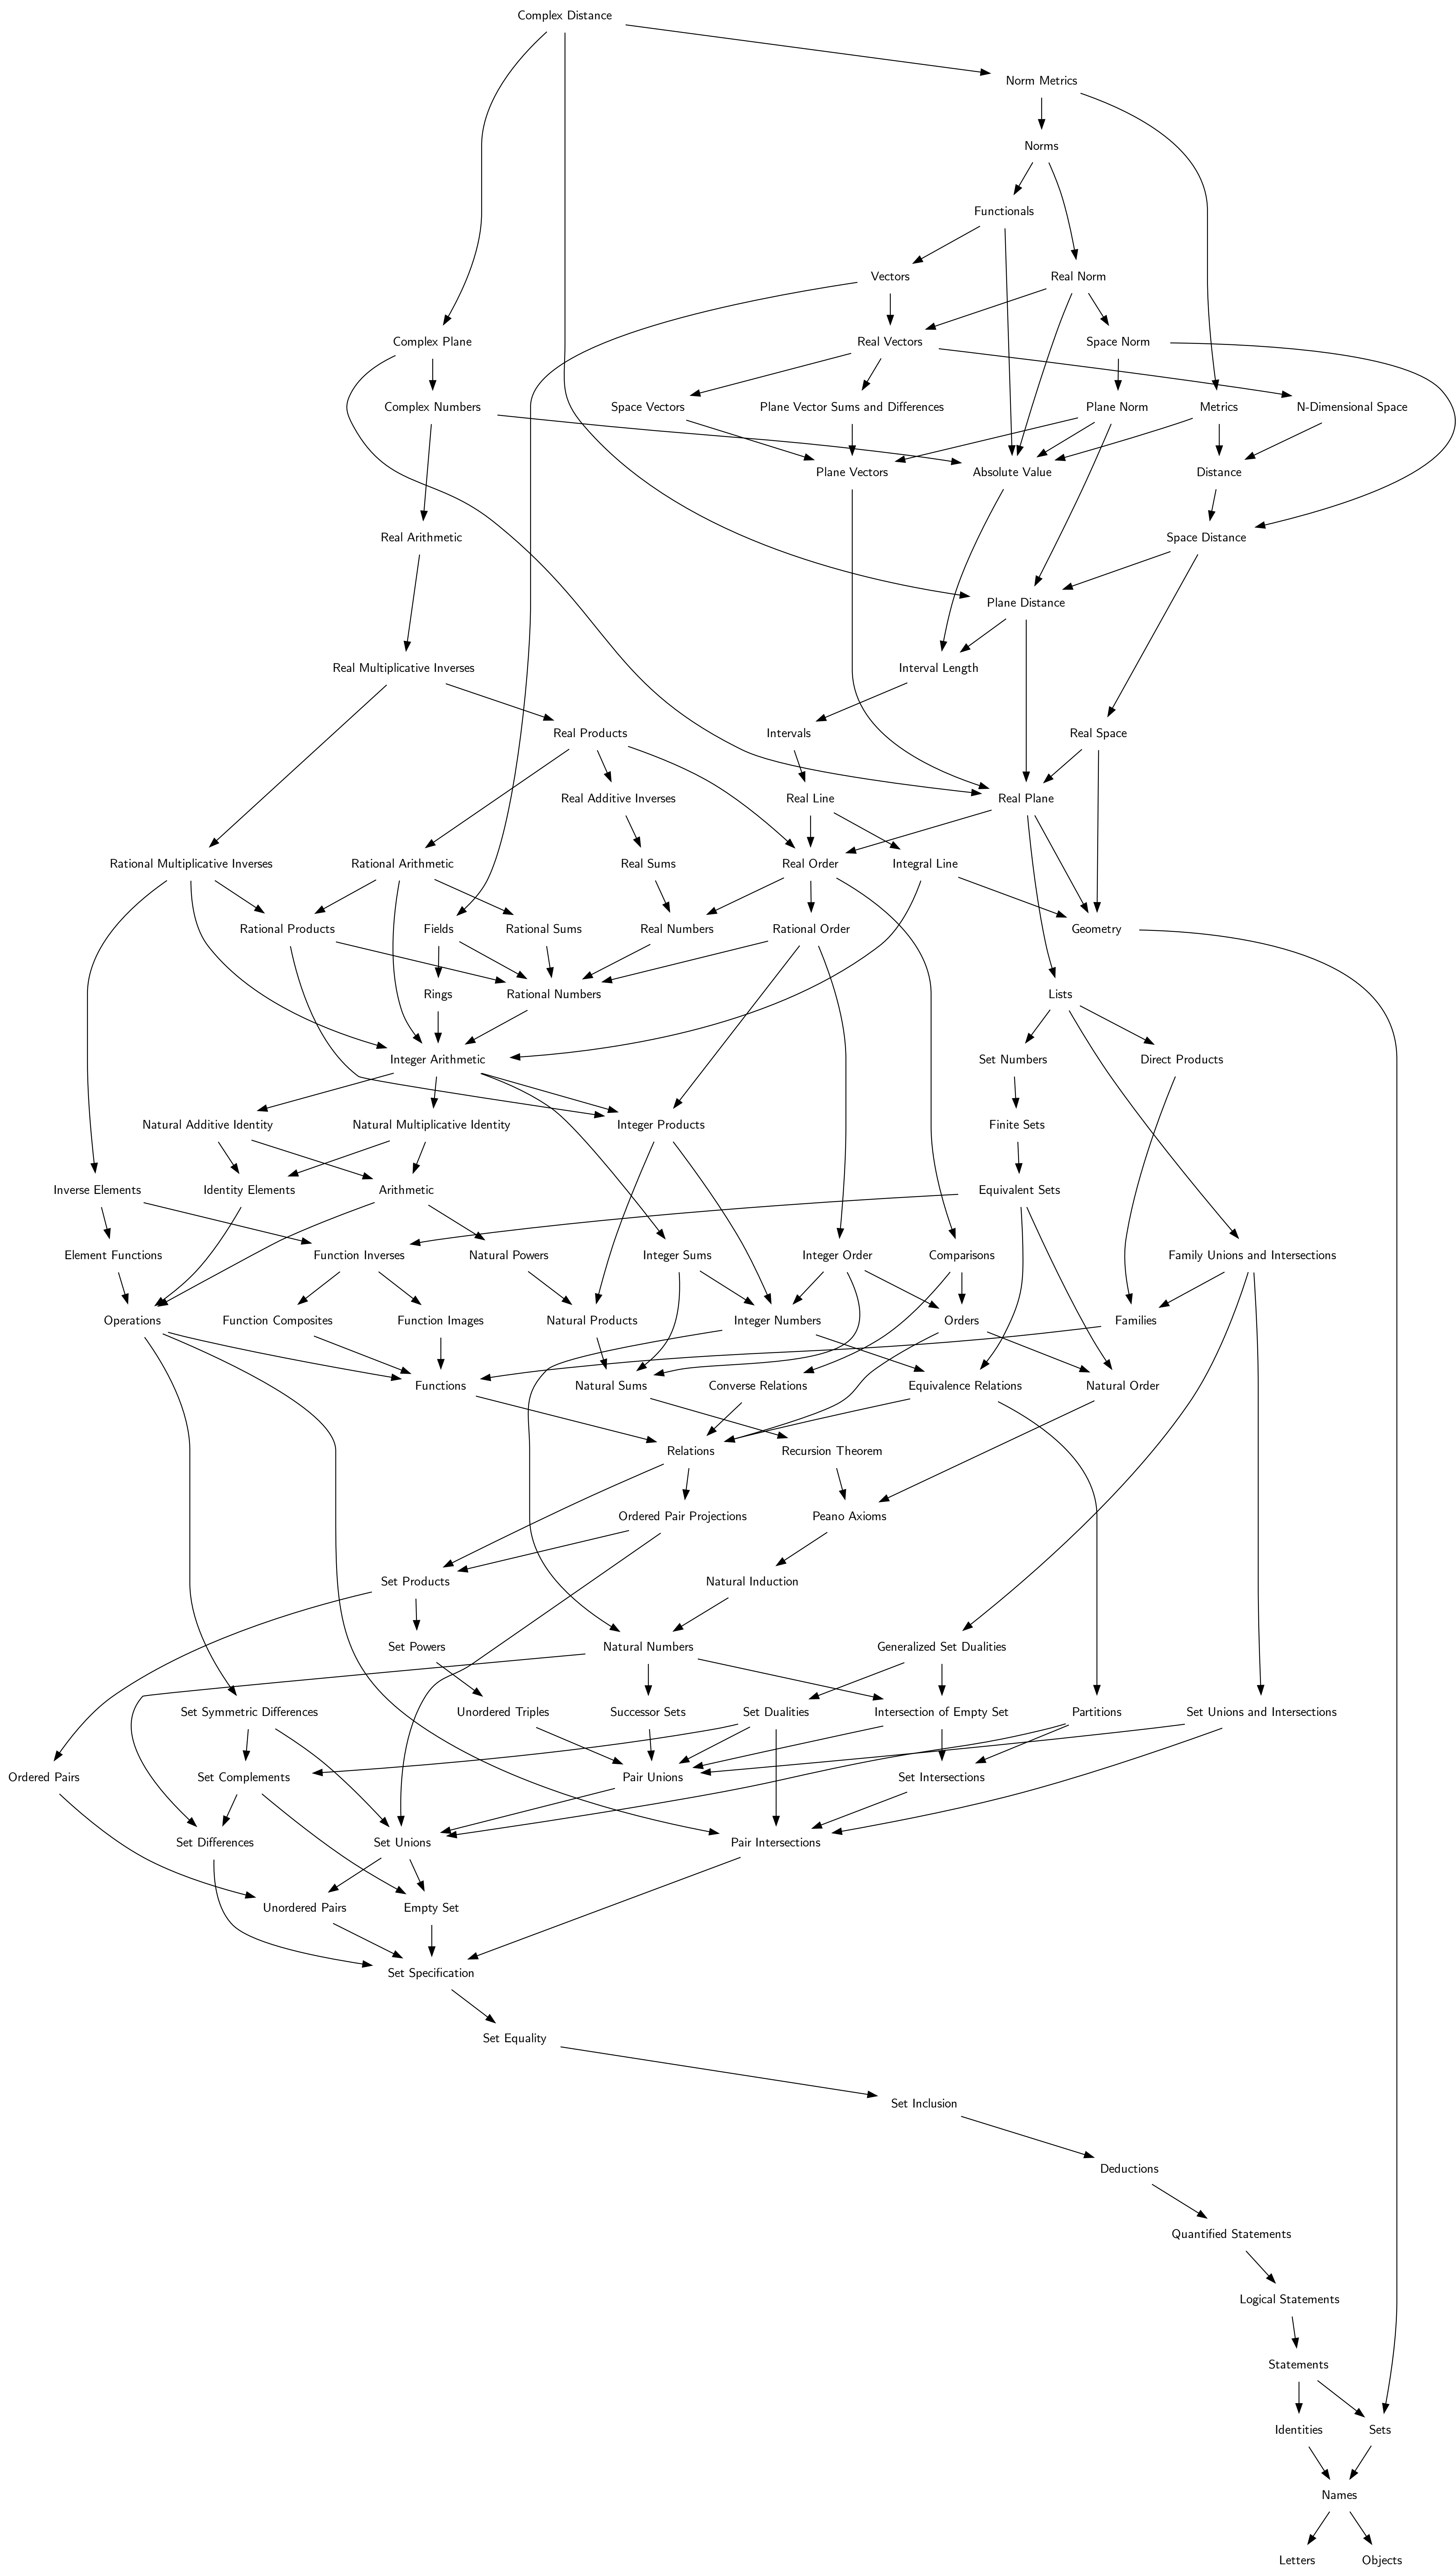 Complex Distance
Norm Metrics
Norms
Functionals
Vectors
Real Norm
Complex Plane
Real Vectors
Space Norm
Complex Numbers
Space Vectors
Plane Vector Sums and Differences
Plane Norm
Metrics
N-Dimensional Space
Plane Vectors
Absolute Value
Distance
Real Arithmetic
Space Distance
Plane Distance
Real Multiplicative Inverses
Interval Length
Real Products
Intervals
Real Space
Real Additive Inverses
Real Line
Real Plane
Rational Multiplicative Inverses
Rational Arithmetic
Real Sums
Real Order
Integral Line
Rational Products
Fields
Rational Sums
Real Numbers
Rational Order
Geometry
Rings
Rational Numbers
Lists
Integer Arithmetic
Set Numbers
Direct Products
Natural Additive Identity
Natural Multiplicative Identity
Integer Products
Finite Sets
Inverse Elements
Identity Elements
Arithmetic
Equivalent Sets
Element Functions
Function Inverses
Natural Powers
Integer Sums
Integer Order
Comparisons
Family Unions and Intersections
Operations
Function Composites
Function Images
Natural Products
Integer Numbers
Orders
Families
Functions
Natural Sums
Converse Relations
Equivalence Relations
Natural Order
Relations
Recursion Theorem
Ordered Pair Projections
Peano Axioms
Set Products
Natural Induction
Set Powers
Natural Numbers
Generalized Set Dualities
Set Symmetric Differences
Unordered Triples
Successor Sets
Set Dualities
Intersection of Empty Set
Partitions
Set Unions and Intersections
Ordered Pairs
Set Complements
Pair Unions
Set Intersections
Set Differences
Set Unions
Pair Intersections
Unordered Pairs
Empty Set
Set Specification
Set Equality
Set Inclusion
Deductions
Quantified Statements
Logical Statements
Statements
Identities
Sets
Names
Letters
Objects